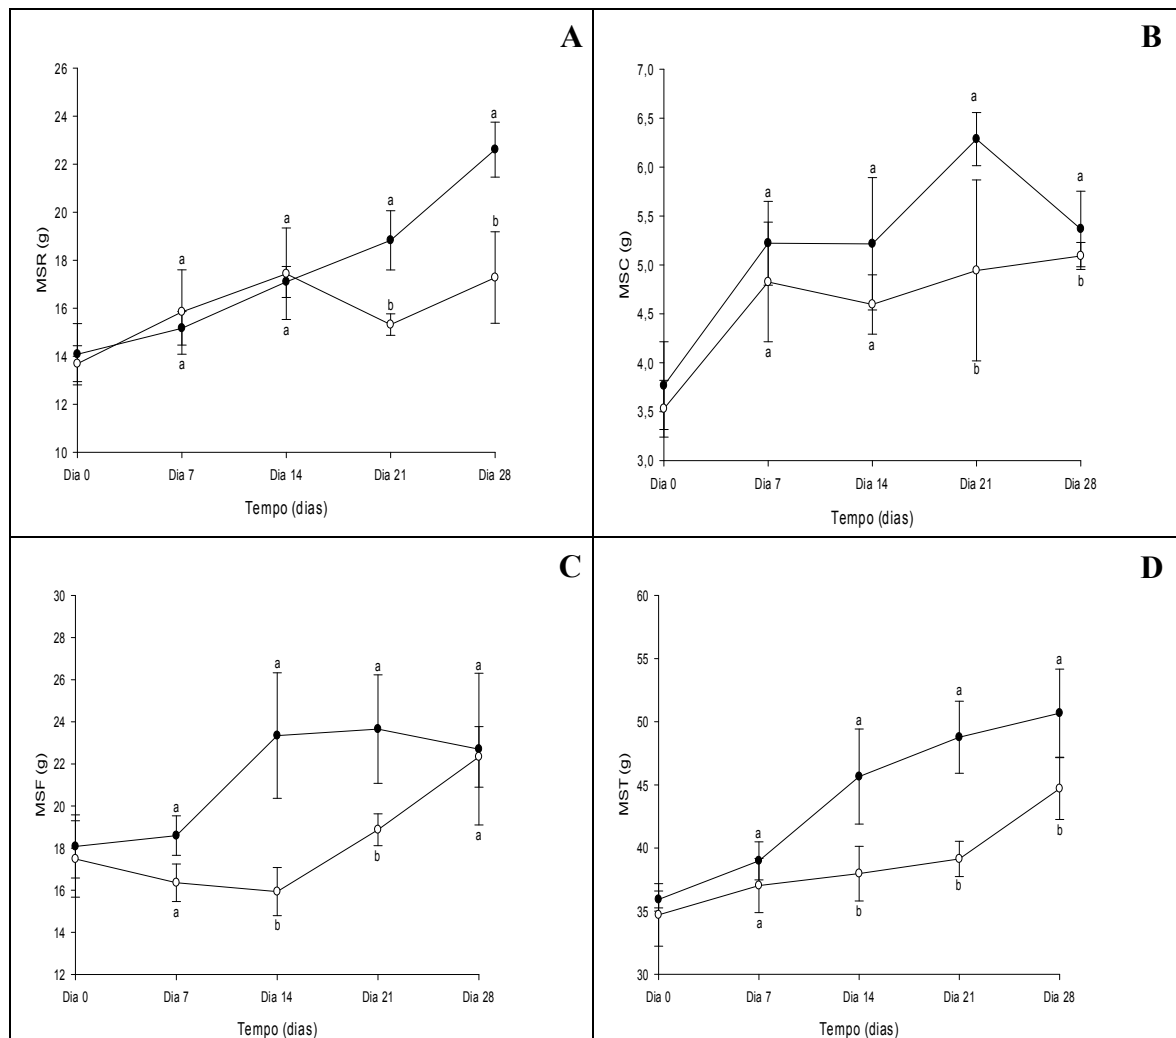 A
26
24
22
20
18
16
14
12
10
MSR (g)
a
a
a
a
a
a
b
b
Dia 0 Dia 7 Dia 14 Dia 21 Dia 28
Tempo (dias)
B
7,0
6,5
6,0
5,5
5,0
4,5
4,0
3,5
3,0
MSC (g)
a
a
a
a
a
a
b
b
Dia 0 Dia 7 Dia 14 Dia 21 Dia 28
Tempo (dias)
C
30
28
26
24
22
20
18
16
14
12
MSF (g)
a
a
a
a
a
b
b
a
Dia 0 Dia 7 Dia 14 Dia 21 Dia 28
Tempo (dias)
D
60
55
50
45
40
35
30
MST (g)
a
a
a
a
a
b
b
b
Dia 0 Dia 7 Dia 14 Dia 21 Dia 28
Tempo (dias)